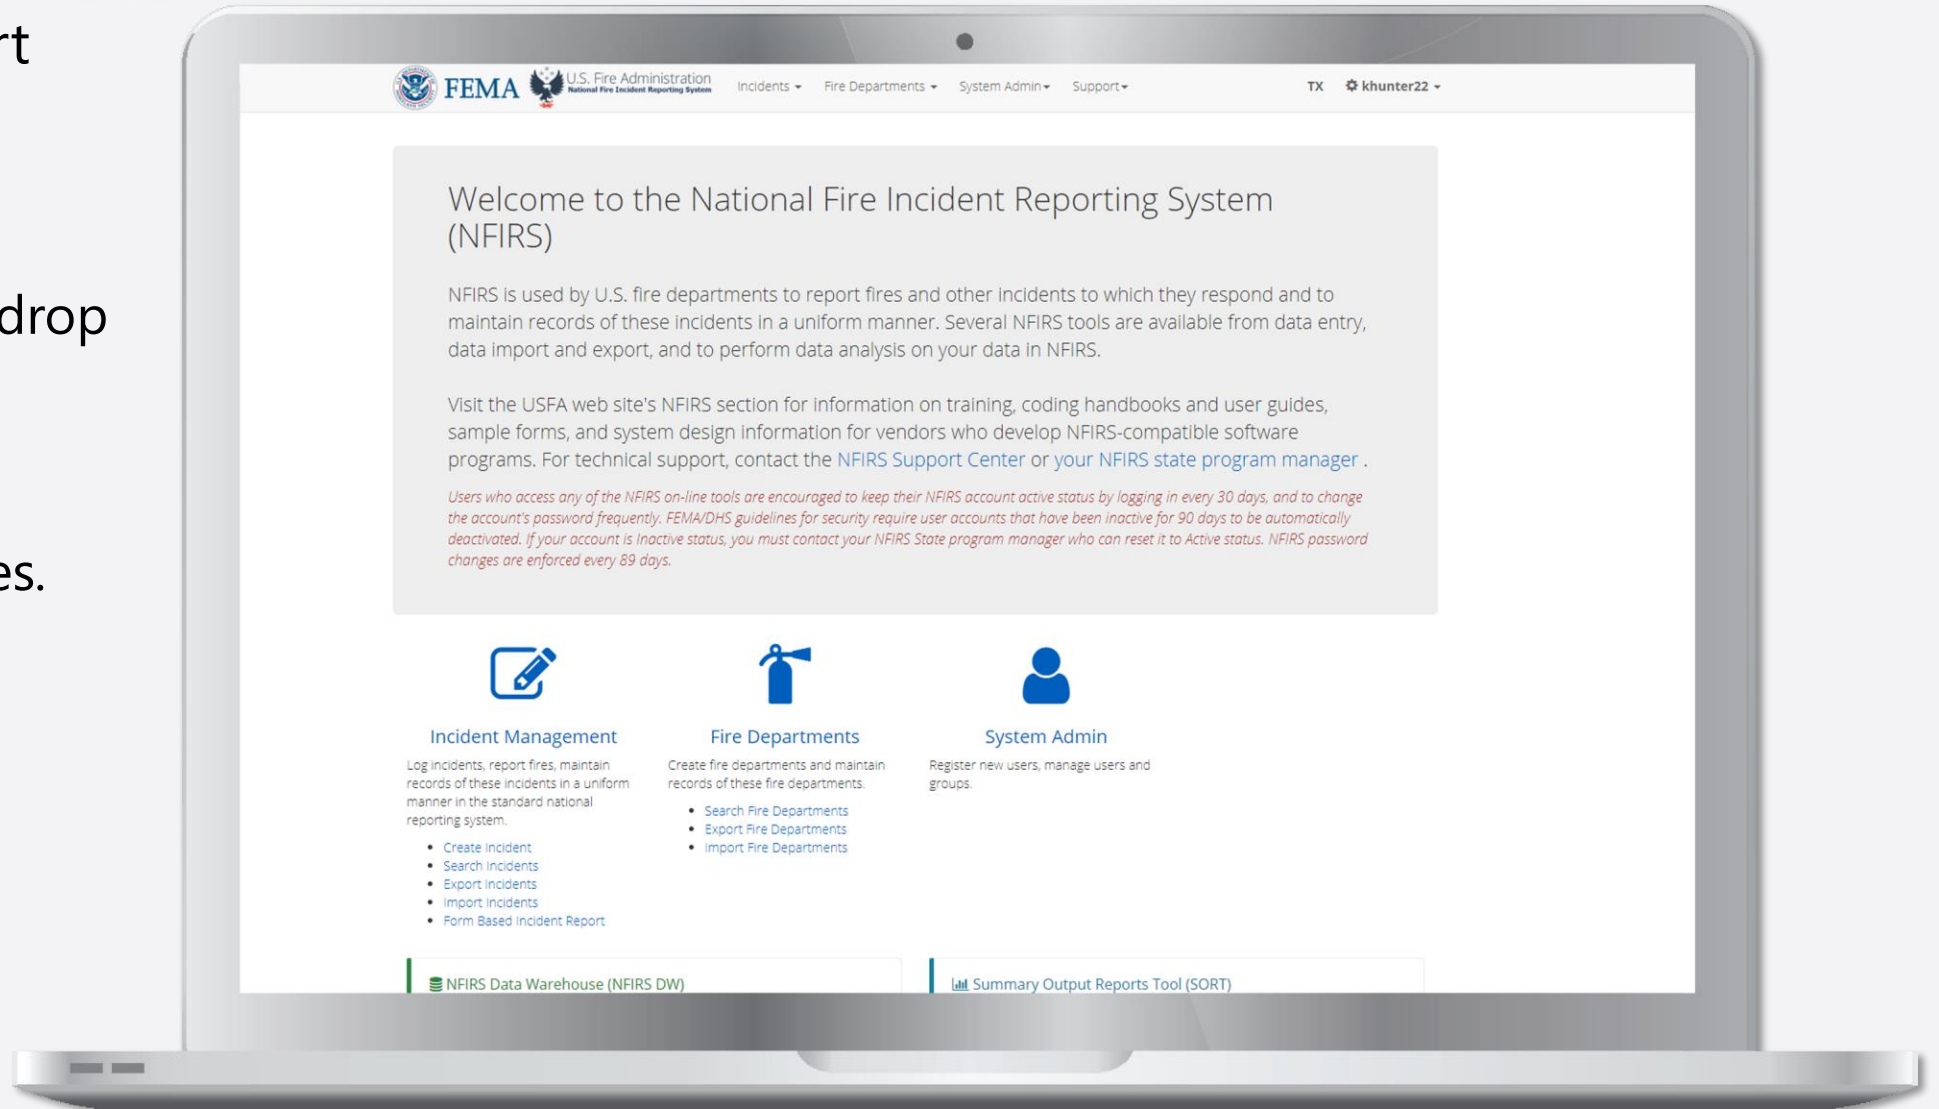 rt
drop
es.
FEMA
U.S. Fire Administration
National Fire Incident Reporting System
Incidents
Fire Departments
System Admin
Support
TX
khunter22
Welcome to the National Fire Incident Reporting System
(NFIRS)
NFIRS is used by U.S. fire departments to report fires and other incidents to which they respond and to
maintain records of these incidents in a uniform manner. Several NFIRS tools are available from data entry,
data import and export, and to perform data analysis on your data in NFIRS.
Visit the USFA web site's NFIRS section for information on training, coding handbooks and user guides,
sample forms, and system design information for vendors who develop NFIRS-compatible software
programs. For technical support, contact the NFIRS Support Center or your NFIRS state program manager .
Users who access any of the NFIRS on-line tools are encouraged to keep their NFIRS account active status by logging in every 30 days, and to change
the account's password frequently. FEMA/DHS guidelines for security require user accounts that have been inactive for 90 days to be automatically
deactivated. If your account is Inactive status, you must contact your NFIRS State program manager who can reset it to Active status. NFIRS password
changes are enforced every 89 days.
Incident Management
Log incidents, report fires, maintain
records of these incidents in a uniform
manner in the standard national
reporting system.
• Create Incident
• Search Incidents
• Export Incidents
• Import Incidents
• Form Based Incident Report
Fire Departments
Create fire departments and maintain
records of these fire departments.
• Search Fire Departments
• Export Fire Departments
• Import Fire Departments
System Admin
Register new users, manage users and
groups.
NFIRS Data Warehouse (NFIRS DW)
Summary Output Reports Tool (SORT)